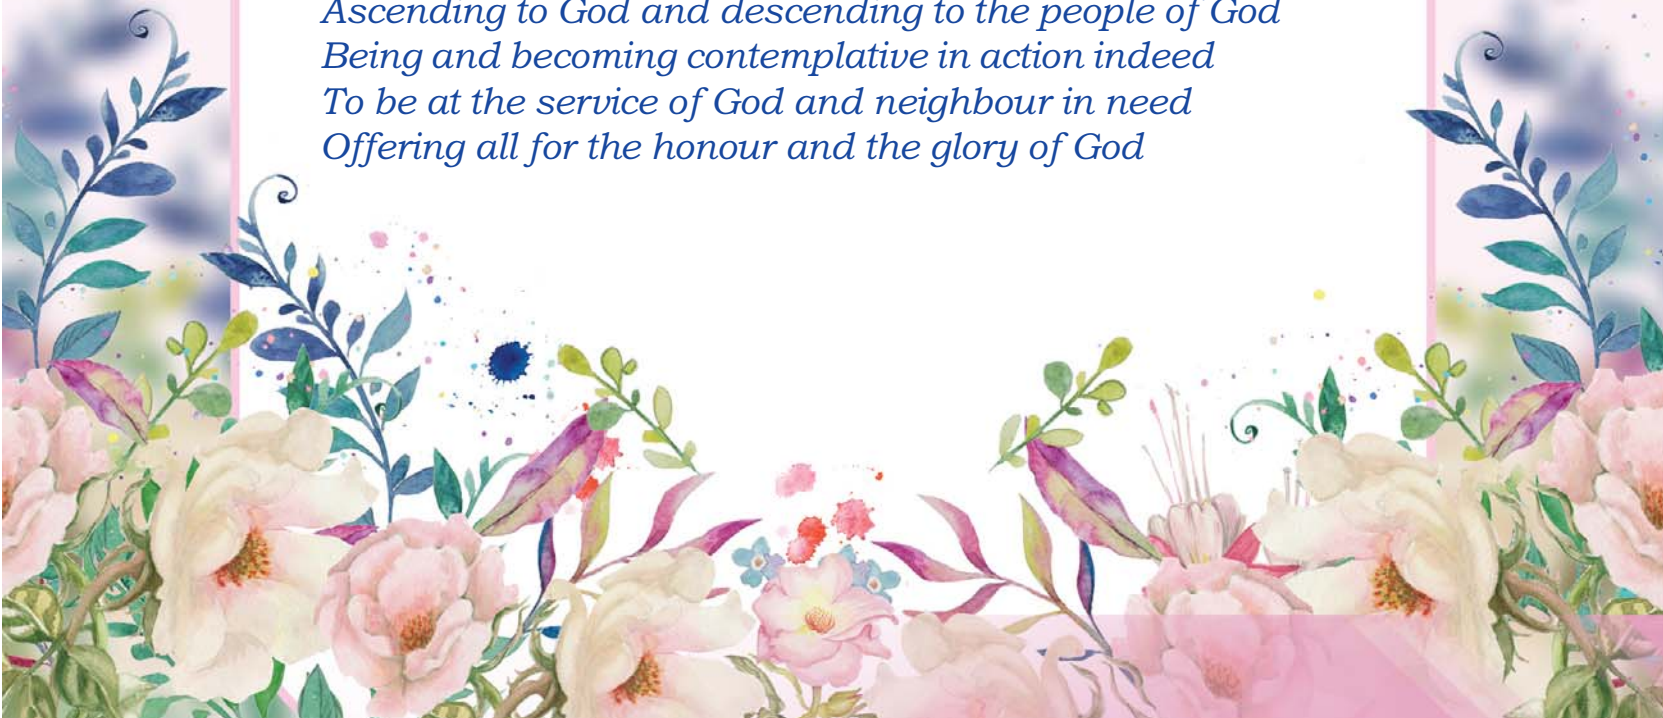 Ascending to God and descending to the people of God
Being and becoming contemplative in action indeed
To be at the service of God and neighbour in need
Offering all for the honour and the glory of God